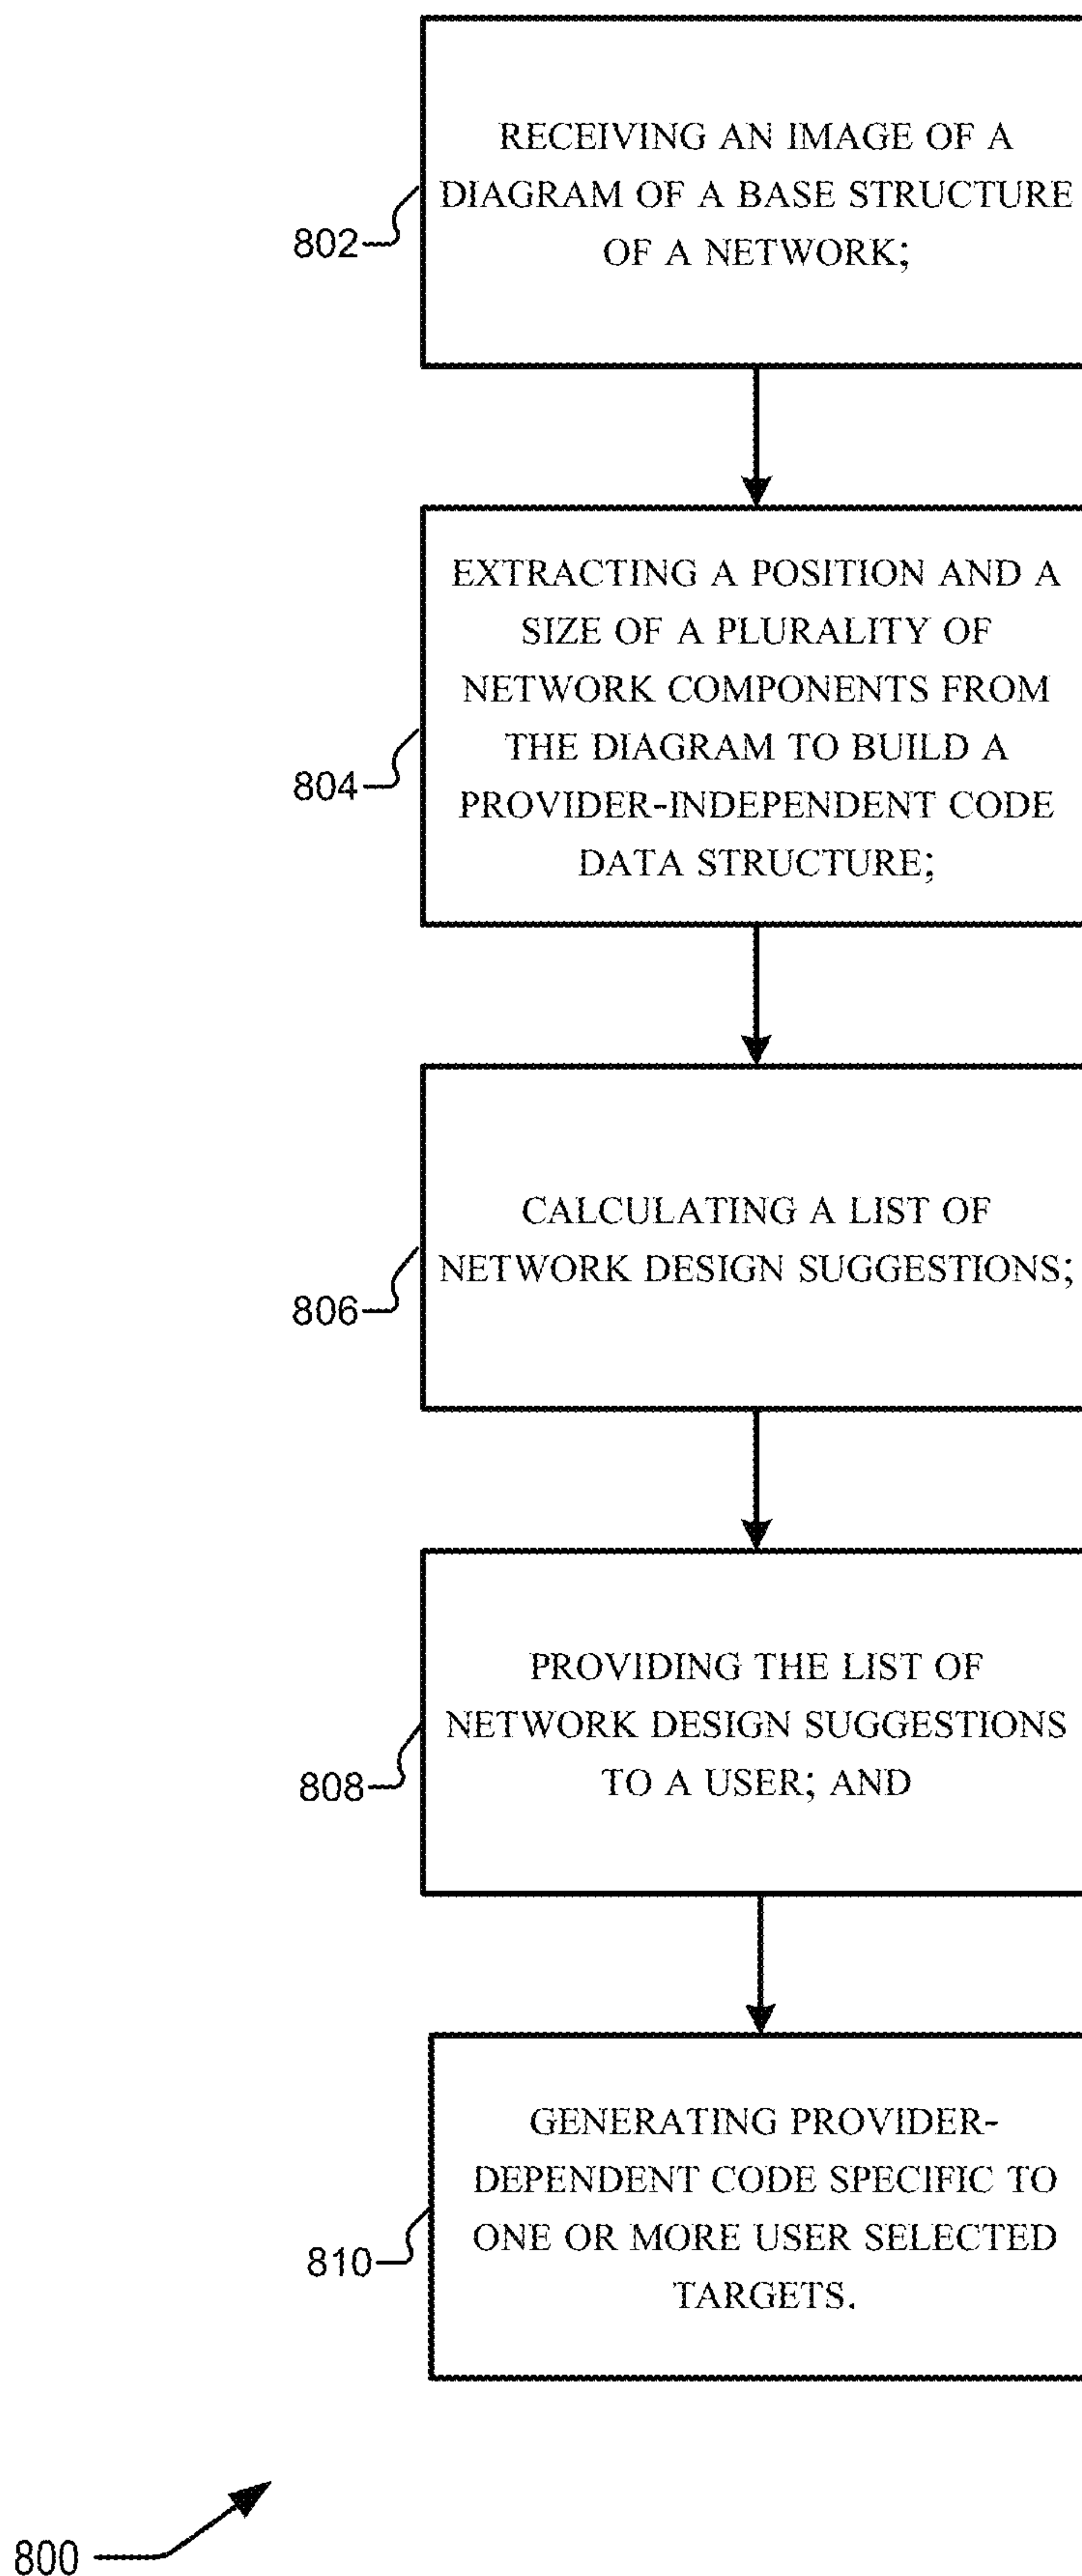 RECEIVING AN IMAGE OF A
DIAGRAM OF A BASE STRUCTURE
OF A NETWORK;
802
EXTRACTING A POSITION AND A
SIZE OF A PLURALITY OF
NETWORK COMPONENTS FROM
THE DIAGRAM TO BUILD A
PROVIDER-INDEPENDENT CODE
DATA STRUCTURE;
804
CALCULATING A LIST OF
NETWORK DESIGN SUGGESTIONS;
806
PROVIDING THE LIST OF
NETWORK DESIGN SUGGESTIONS
TO A USER; AND
808
GENERATING PROVIDER-
DEPENDENT CODE SPECIFIC TO
ONE OR MORE USER SELECTED
TARGETS.
810
800